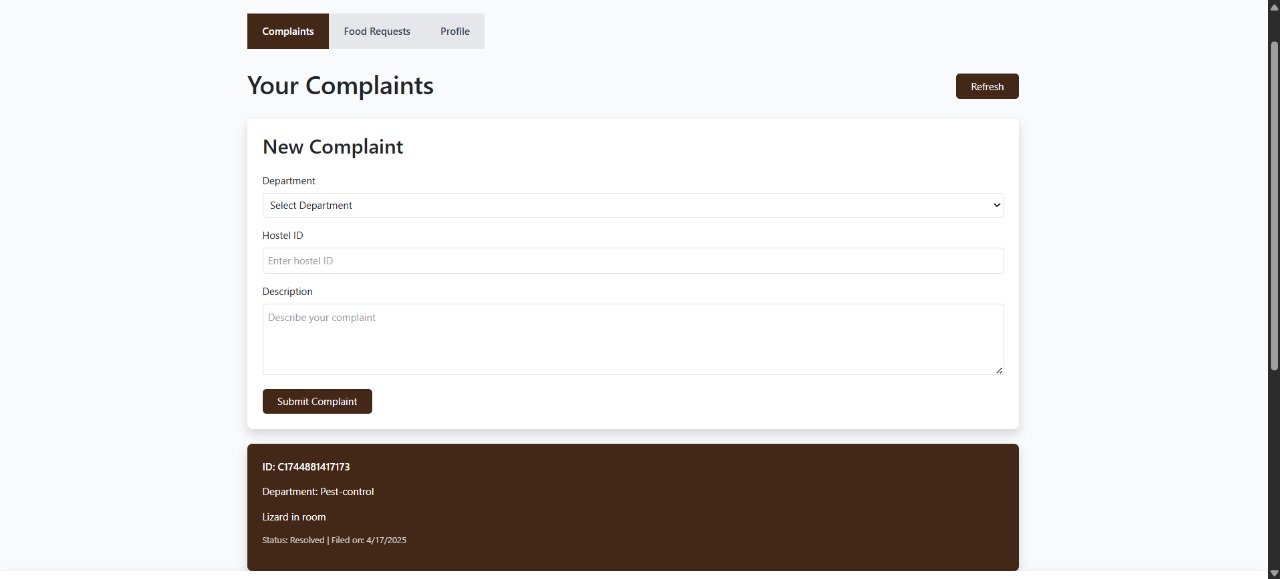 Complaints Food Requests Profile
Your Complaints
Refresh
New Complaint
Department
Select Department
Hostel ID
Enter hostel ID
Description
Describe your complaint
Submit Complaint
ID: C1744881417173
Department: Pest-control
Lizard in room
Status: Resolved | Filed on: 4/17/2025